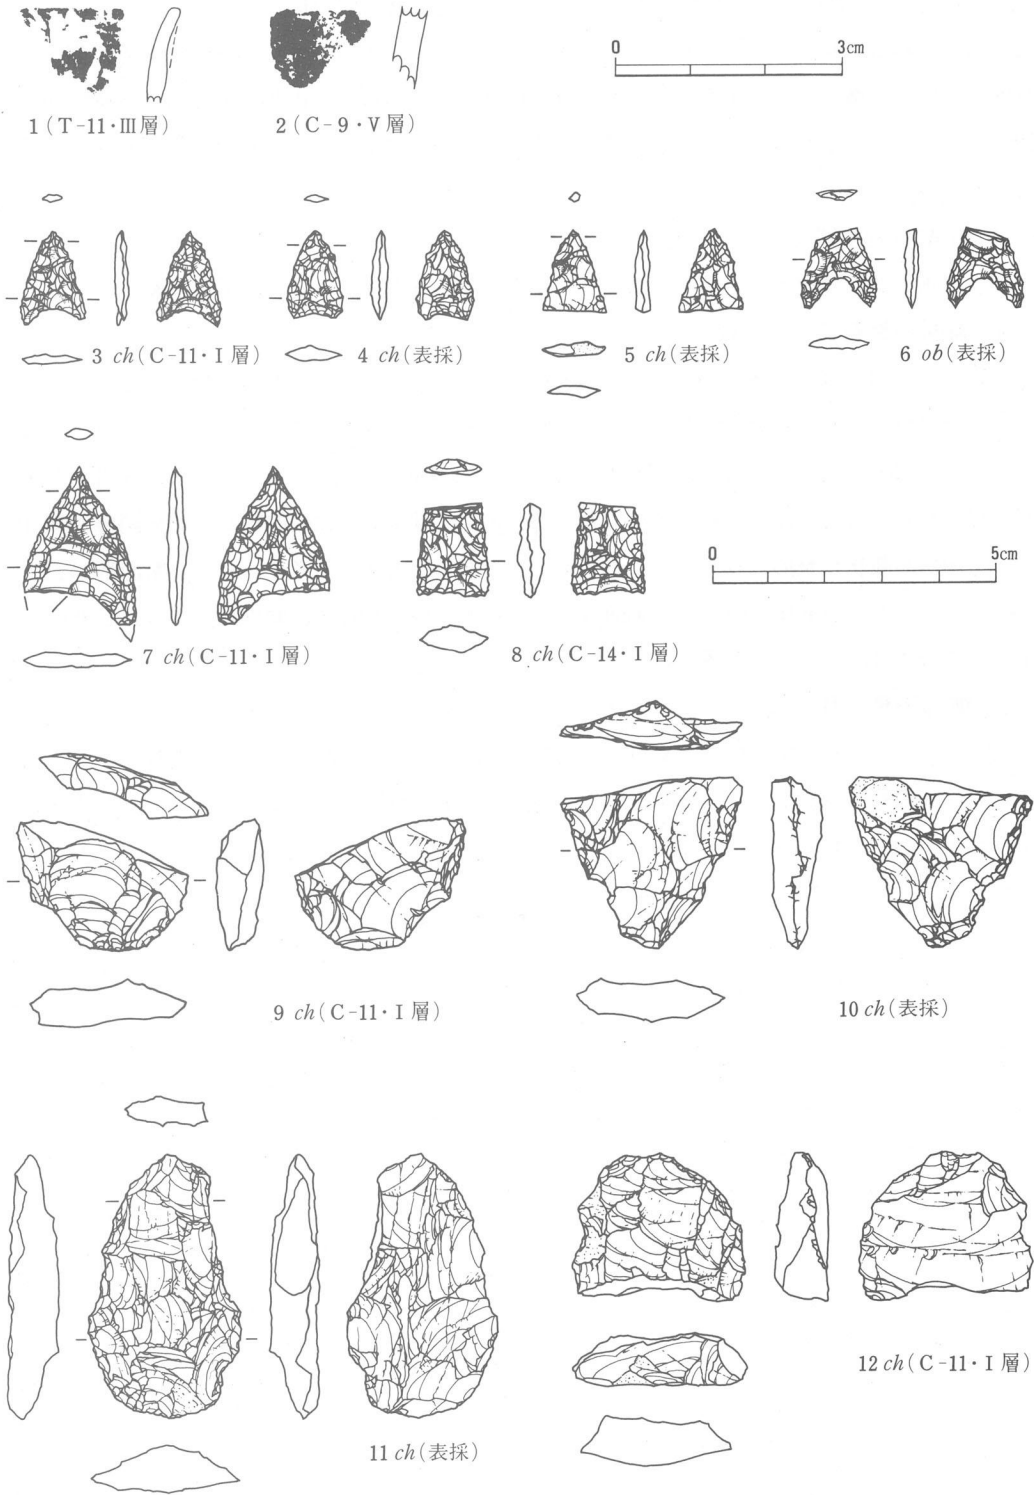 0 3cm
1(T-11・Ⅲ層)
2(C-9・Ⅴ層)
3 ch(C-11・Ⅰ層)
4 ch(表採)
5 ch(表採)
6 ob(表採)
0 5cm
7 ch(C-11・Ⅰ層)
8 ch(C-14・Ⅰ層)
9 ch(C-11・Ⅰ層)
10 ch(表採)
11 ch(表採)
12 ch(C-11・Ⅰ層)